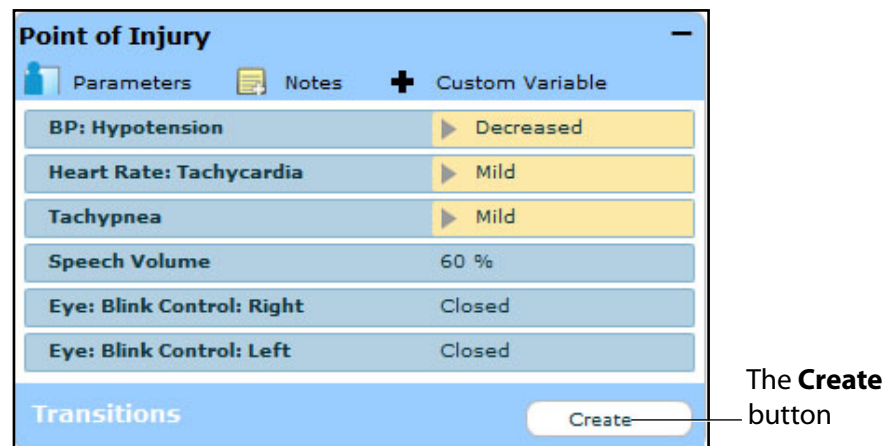 Point of Injury
Parameters Notes Custom Variable
BP: Hypotension Decreased
Heart Rate: Tachycardia Mild
Tachypnea Mild
Speech Volume 60 %
Eye: Blink Control: Right Closed
Eye: Blink Control: Left Closed
Transitions Create
The Create
button